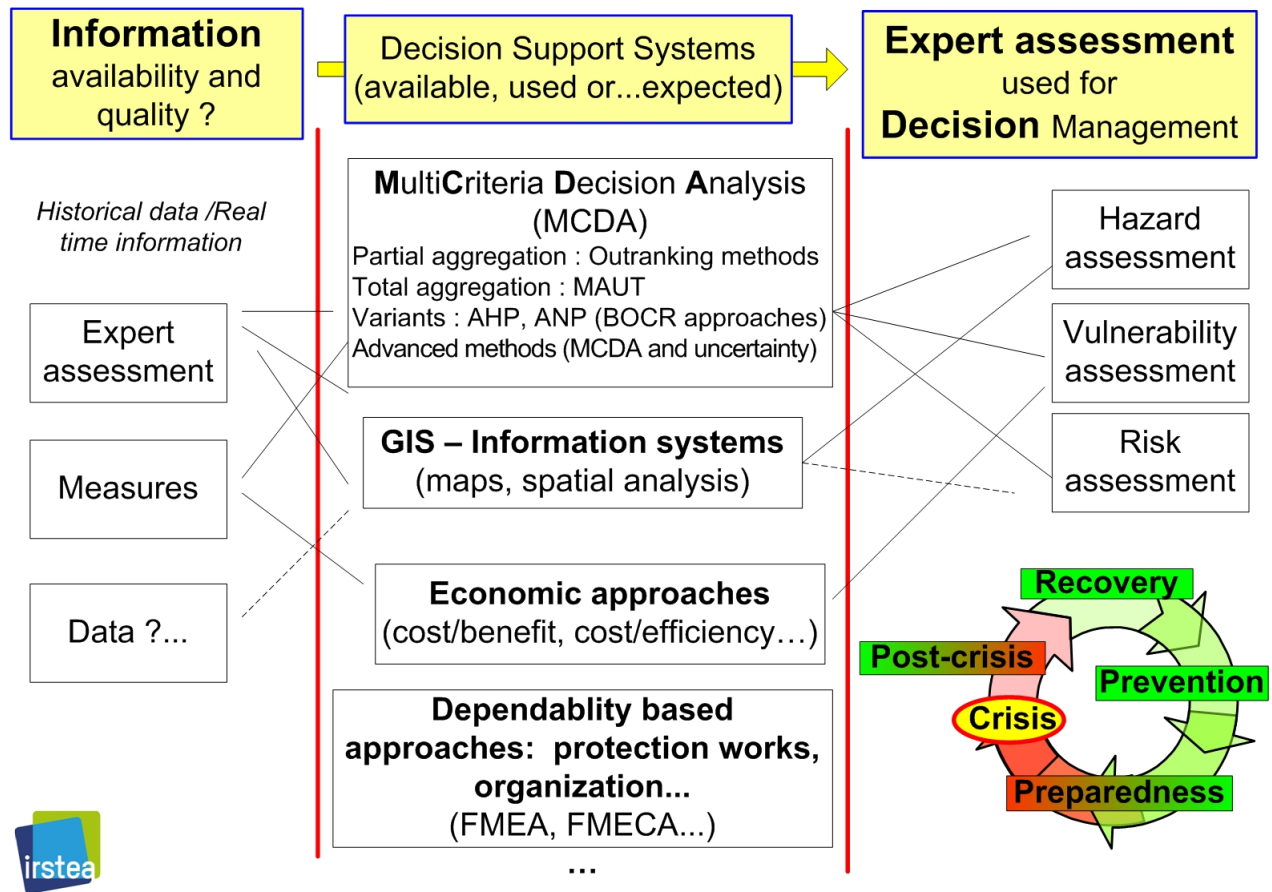 Information
availability and
quality ?
Decision Support Systems
(available, used or...expected)
Expert assessment
used for
Decision Management
Historical data /Real
time information
Expert
assessment
Measures
Data ?...
MultiCriteria Decision Analysis
(MCDA)
Partial aggregation : Outranking methods
Total aggregation : MAUT
Variants : AHP, ANP (BOCR approaches)
Advanced methods (MCDA and uncertainty)
GIS – Information systems
(maps, spatial analysis)
Economic approaches
(cost/benefit, cost/efficiency…)
Dependablity based
approaches: protection works,
organization...
(FMEA, FMECA...)
...
Hazard
assessment
Vulnerability
assessment
Risk
assessment
Recovery
Post-crisis
Prevention
Crisis
Preparedness
irstea